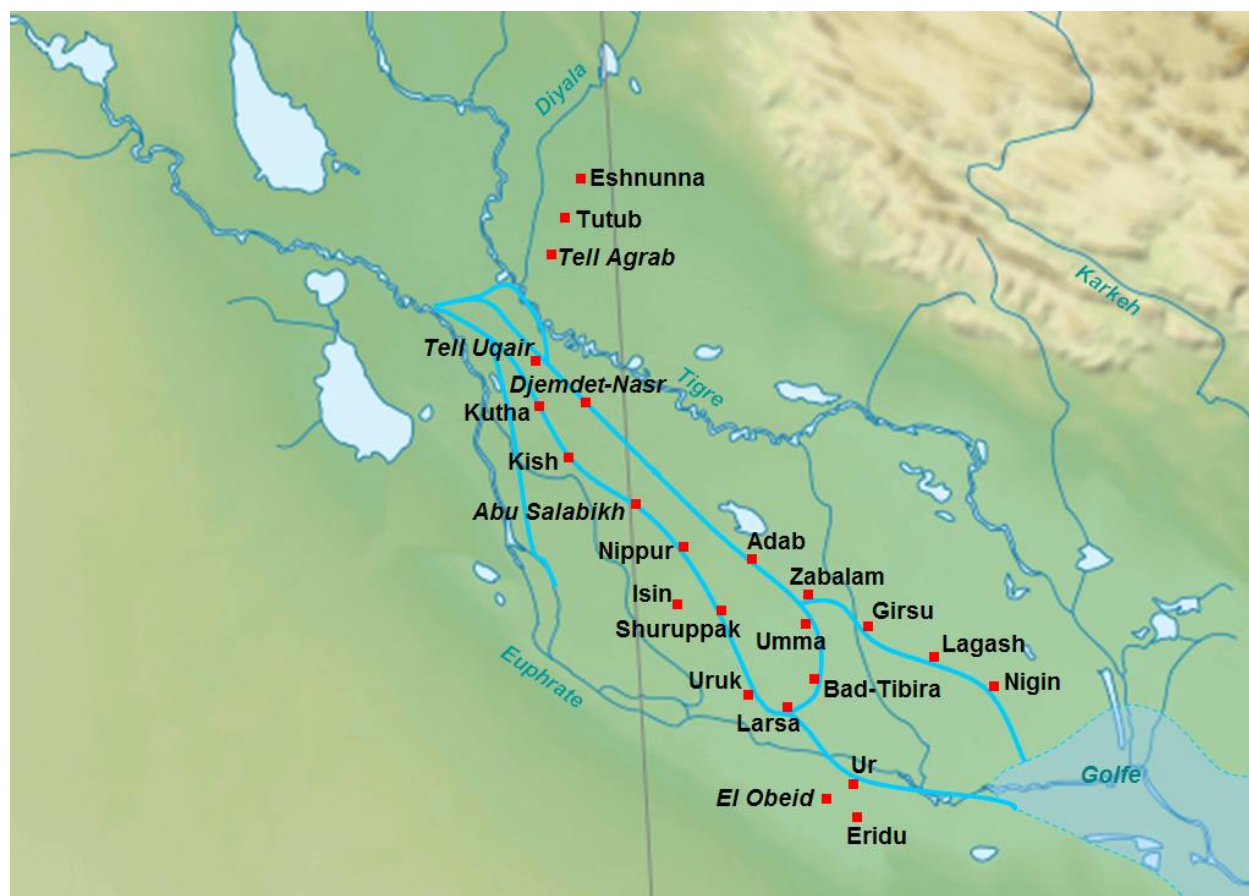 Diyala
Eshnunna
Tutub
Tell Agrab
Karkeh
Tell Uqair
Tigre
Djemdet-Nasr
Kutha
Kish
Abu Salabikh
Nippur
Adab
Zabalam
Isin
Girsu
Shuruppak
Umma
Lagash
Euphrate
Uruk
Bad-Tibira
Nigin
Larsa
Ur
Golfe
El Obeid
Eridu